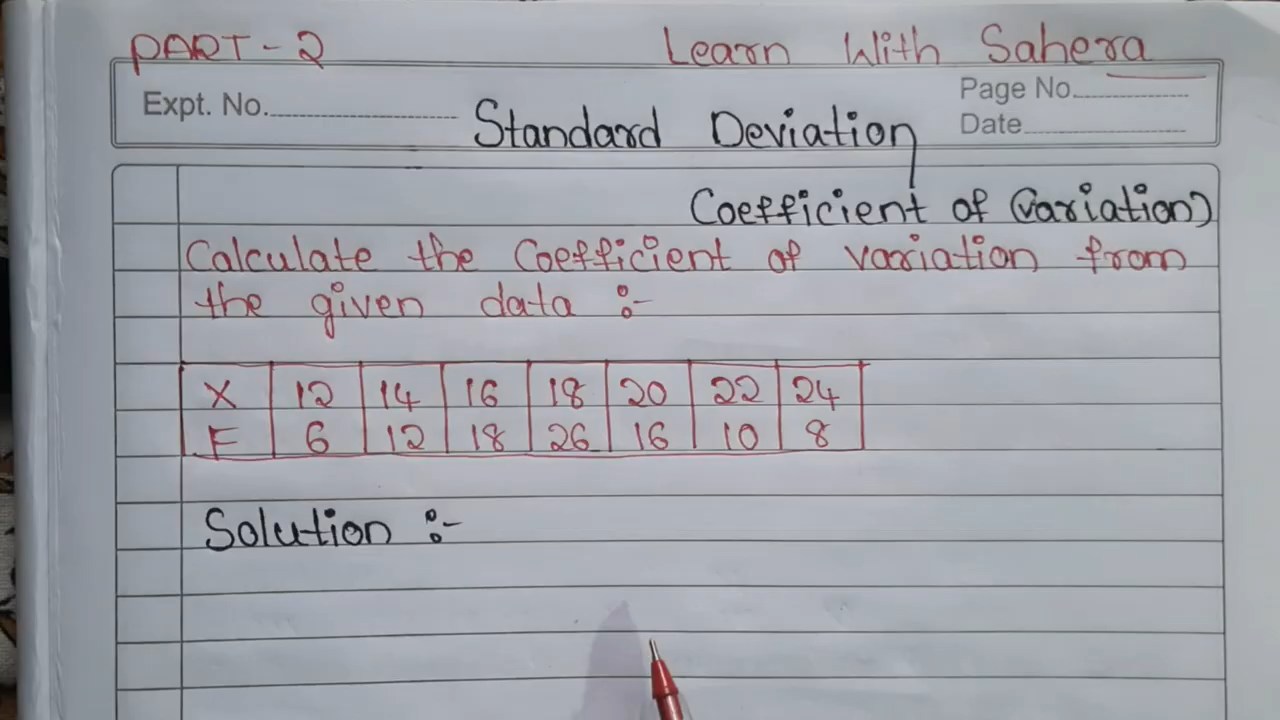 PART-2 Learn With Sahera
Expt. No. Page No.
Standard Deviation Date
Coefficient of (variation)
Calculate the Coefficient of variation from
the given data :-
X 12 14 16 18 20 22 24
F 6 12 18 26 16 10 8
Solution :-